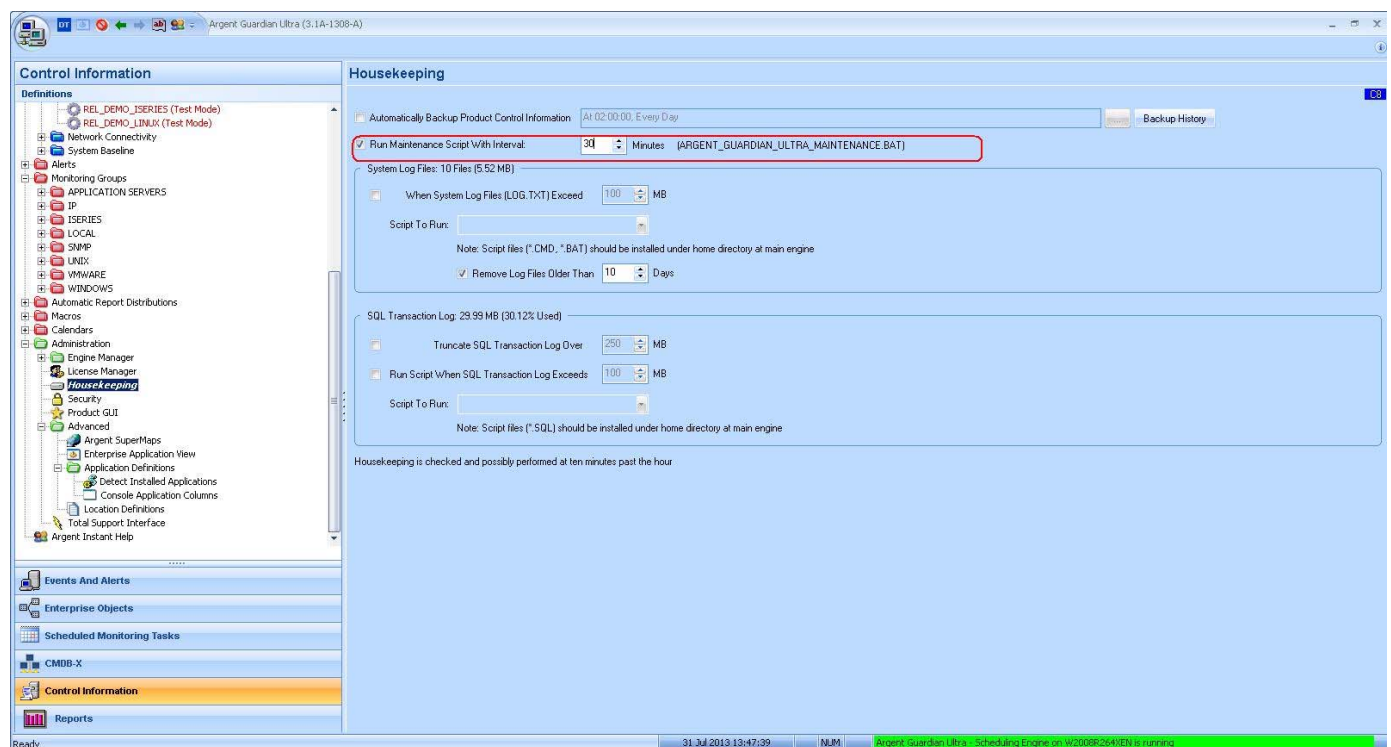 DT
ab
Argent Guardian Ultra (3.1A-1308-A)
Control Information
Definitions
REL_DEMO_ISERIES (Test Mode)
REL_DEMO_LINUX (Test Mode)
Network Connectivity
System Baseline
Alerts
Monitoring Groups
APPLICATION SERVERS
IP
ISERIES
LOCAL
SNMP
UNIX
VMWARE
WINDOWS
Automatic Report Distributions
Macros
Calendars
Administration
Engine Manager
License Manager
Housekeeping
Security
Product GUI
Advanced
Argent SuperMaps
Enterprise Application View
Application Definitions
Detect Installed Applications
Console Application Columns
Location Definitions
Total Support Interface
Argent Instant Help
Events And Alerts
Enterprise Objects
Scheduled Monitoring Tasks
CMDB-X
Control Information
Reports
Housekeeping
C8
Automatically Backup Product Control Information At 02:00:00, Every Day Backup History
Run Maintenance Script With Interval: 30 Minutes (ARGENT_GUARDIAN_ULTRA_MAINTENANCE.BAT)
System Log Files: 10 Files (5.52 MB)
When System Log Files (LOG.TXT) Exceed 100 MB
Script To Run:
Note: Script files (*.CMD, *.BAT) should be installed under home directory at main engine
Remove Log Files Older Than 10 Days
SQL Transaction Log: 29.99 MB (30.12% Used)
Truncate SQL Transaction Log Over 250 MB
Run Script When SQL Transaction Log Exceeds 100 MB
Script To Run:
Note: Script files (*.SQL) should be installed under home directory at main engine
Housekeeping is checked and possibly performed at ten minutes past the hour
Ready 31 Jul 2013 13:47:39 NUM Argent Guardian Ultra - Scheduling Engine on W2008R264XEN is running